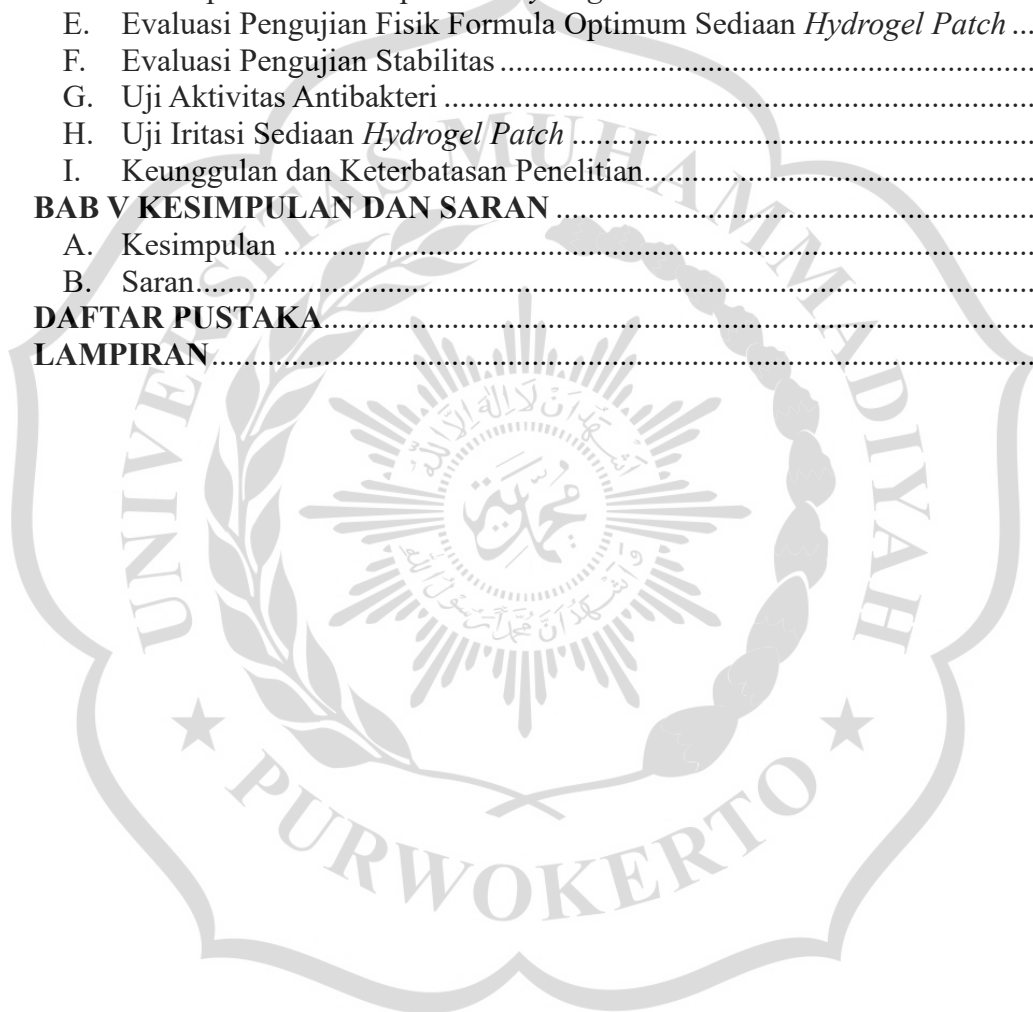 E. Evaluasi Pengujian Fisik Formula Optimum Sediaan Hydrogel Patch ...
F. Evaluasi Pengujian Stabilitas
G. Uji Aktivitas Antibakteri
H. Uji Iritasi Sediaan Hydrogel Patch
I. Keunggulan dan Keterbatasan Penelitian
BAB V KESIMPULAN DAN SARAN
A. Kesimpulan
B. Saran
DAFTAR PUSTAKA
LAMPIRAN
UNIVERSITAS MUHAMMADIYAH
PURWOKERTO